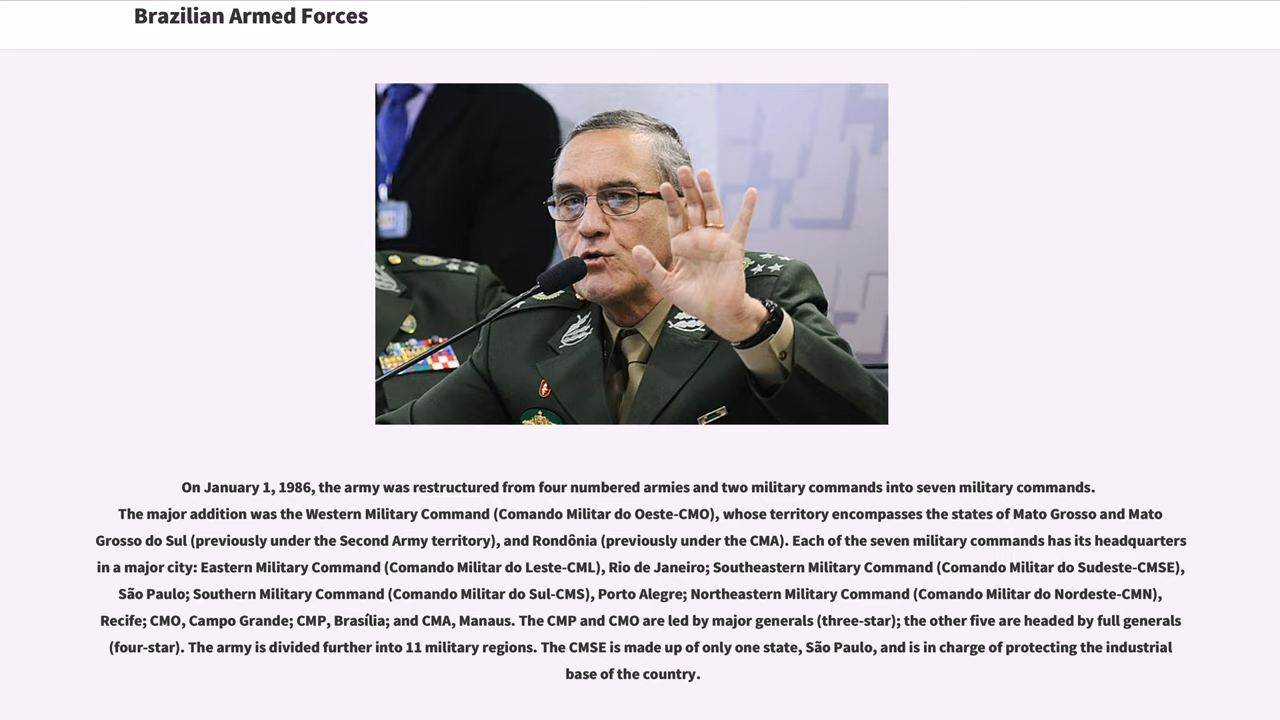 Brazilian Armed Forces
On January 1, 1986, the army was restructured from four numbered armies and two military commands into seven military commands.
The major addition was the Western Military Command (Comando Militar do Oeste-CMO), whose territory encompasses the states of Mato Grosso and Mato
Grosso do Sul (previously under the Second Army territory), and Rondônia (previously under the CMA). Each of the seven military commands has its headquarters
in a major city: Eastern Military Command (Comando Militar do Leste-CML), Rio de Janeiro; Southeastern Military Command (Comando Militar do Sudeste-CMSE),
São Paulo; Southern Military Command (Comando Militar do Sul-CMS), Porto Alegre; Northeastern Military Command (Comando Militar do Nordeste-CMN),
Recife; CMO, Campo Grande; CMP, Brasília; and CMA, Manaus. The CMP and CMO are led by major generals (three-star); the other five are headed by full generals
(four-star). The army is divided further into 11 military regions. The CMSE is made up of only one state, São Paulo, and is in charge of protecting the industrial
base of the country.